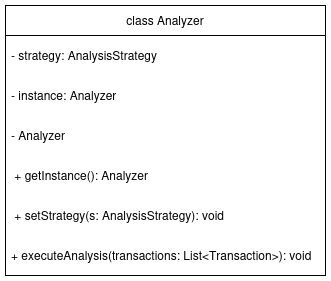 class Analyzer
- strategy: AnalysisStrategy
- instance: Analyzer
- Analyzer
+ getInstance(): Analyzer
+ setStrategy(s: AnalysisStrategy): void
+ executeAnalysis(transactions: List<Transaction>): void